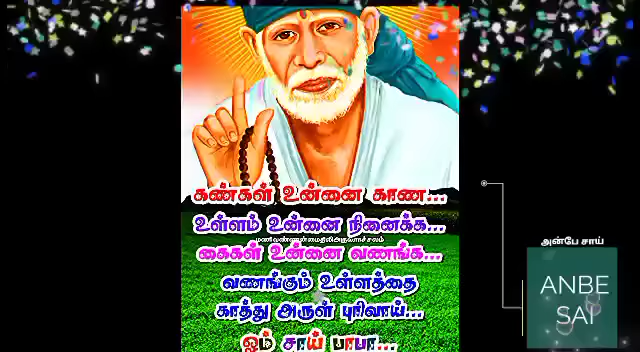 கண்கள் உன்னை காண...
உள்ளம் உன்னை நினைக்க...
கைகள் உன்னை வணங்க...
வணங்கும் உள்ளத்தை
காத்து அருள் புரிவாய்...
ஓம் சாய் பாபா...
அன்பே சாய்
ANBE
SAI